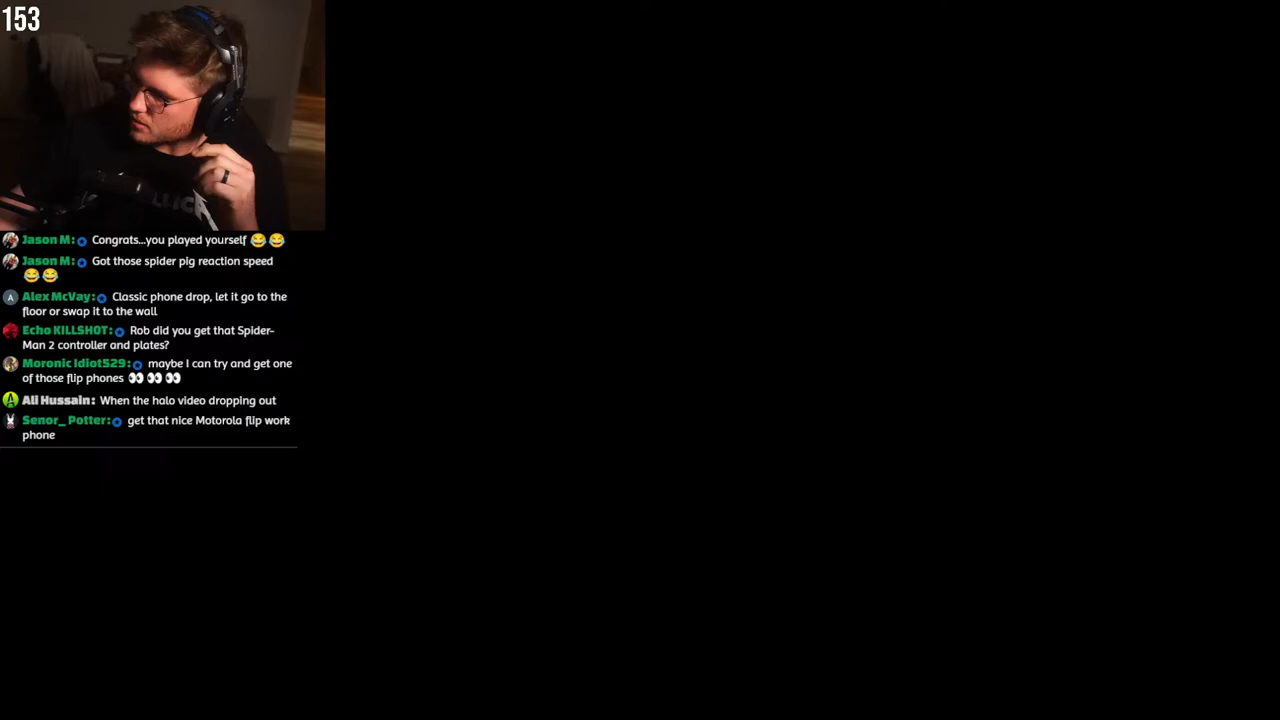 153
Jason M: Congrats...you played yourself 😂 😂
Jason M: Got those spider pig reaction speed
😂 😂
A Alex McVay: Classic phone drop, let it go to the
floor or swap it to the wall
Echo KILLSHOT: Rob did you get that Spider-
Man 2 controller and plates?
Moronic Idiot529: maybe I can try and get one
of those flip phones 👀 👀 👀
Ali Hussain: When the halo video dropping out
Senor_ Potter: get that nice Motorola flip work
phone